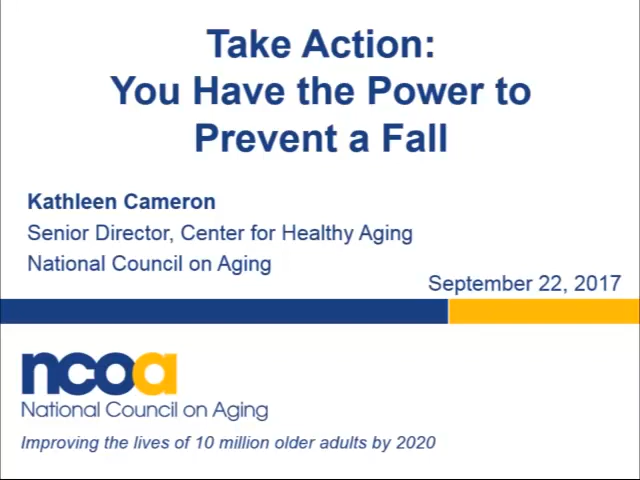 Take Action:
You Have the Power to
Prevent a Fall
Kathleen Cameron
Senior Director, Center for Healthy Aging
National Council on Aging
September 22, 2017
ncoa
National Council on Aging
Improving the lives of 10 million older adults by 2020